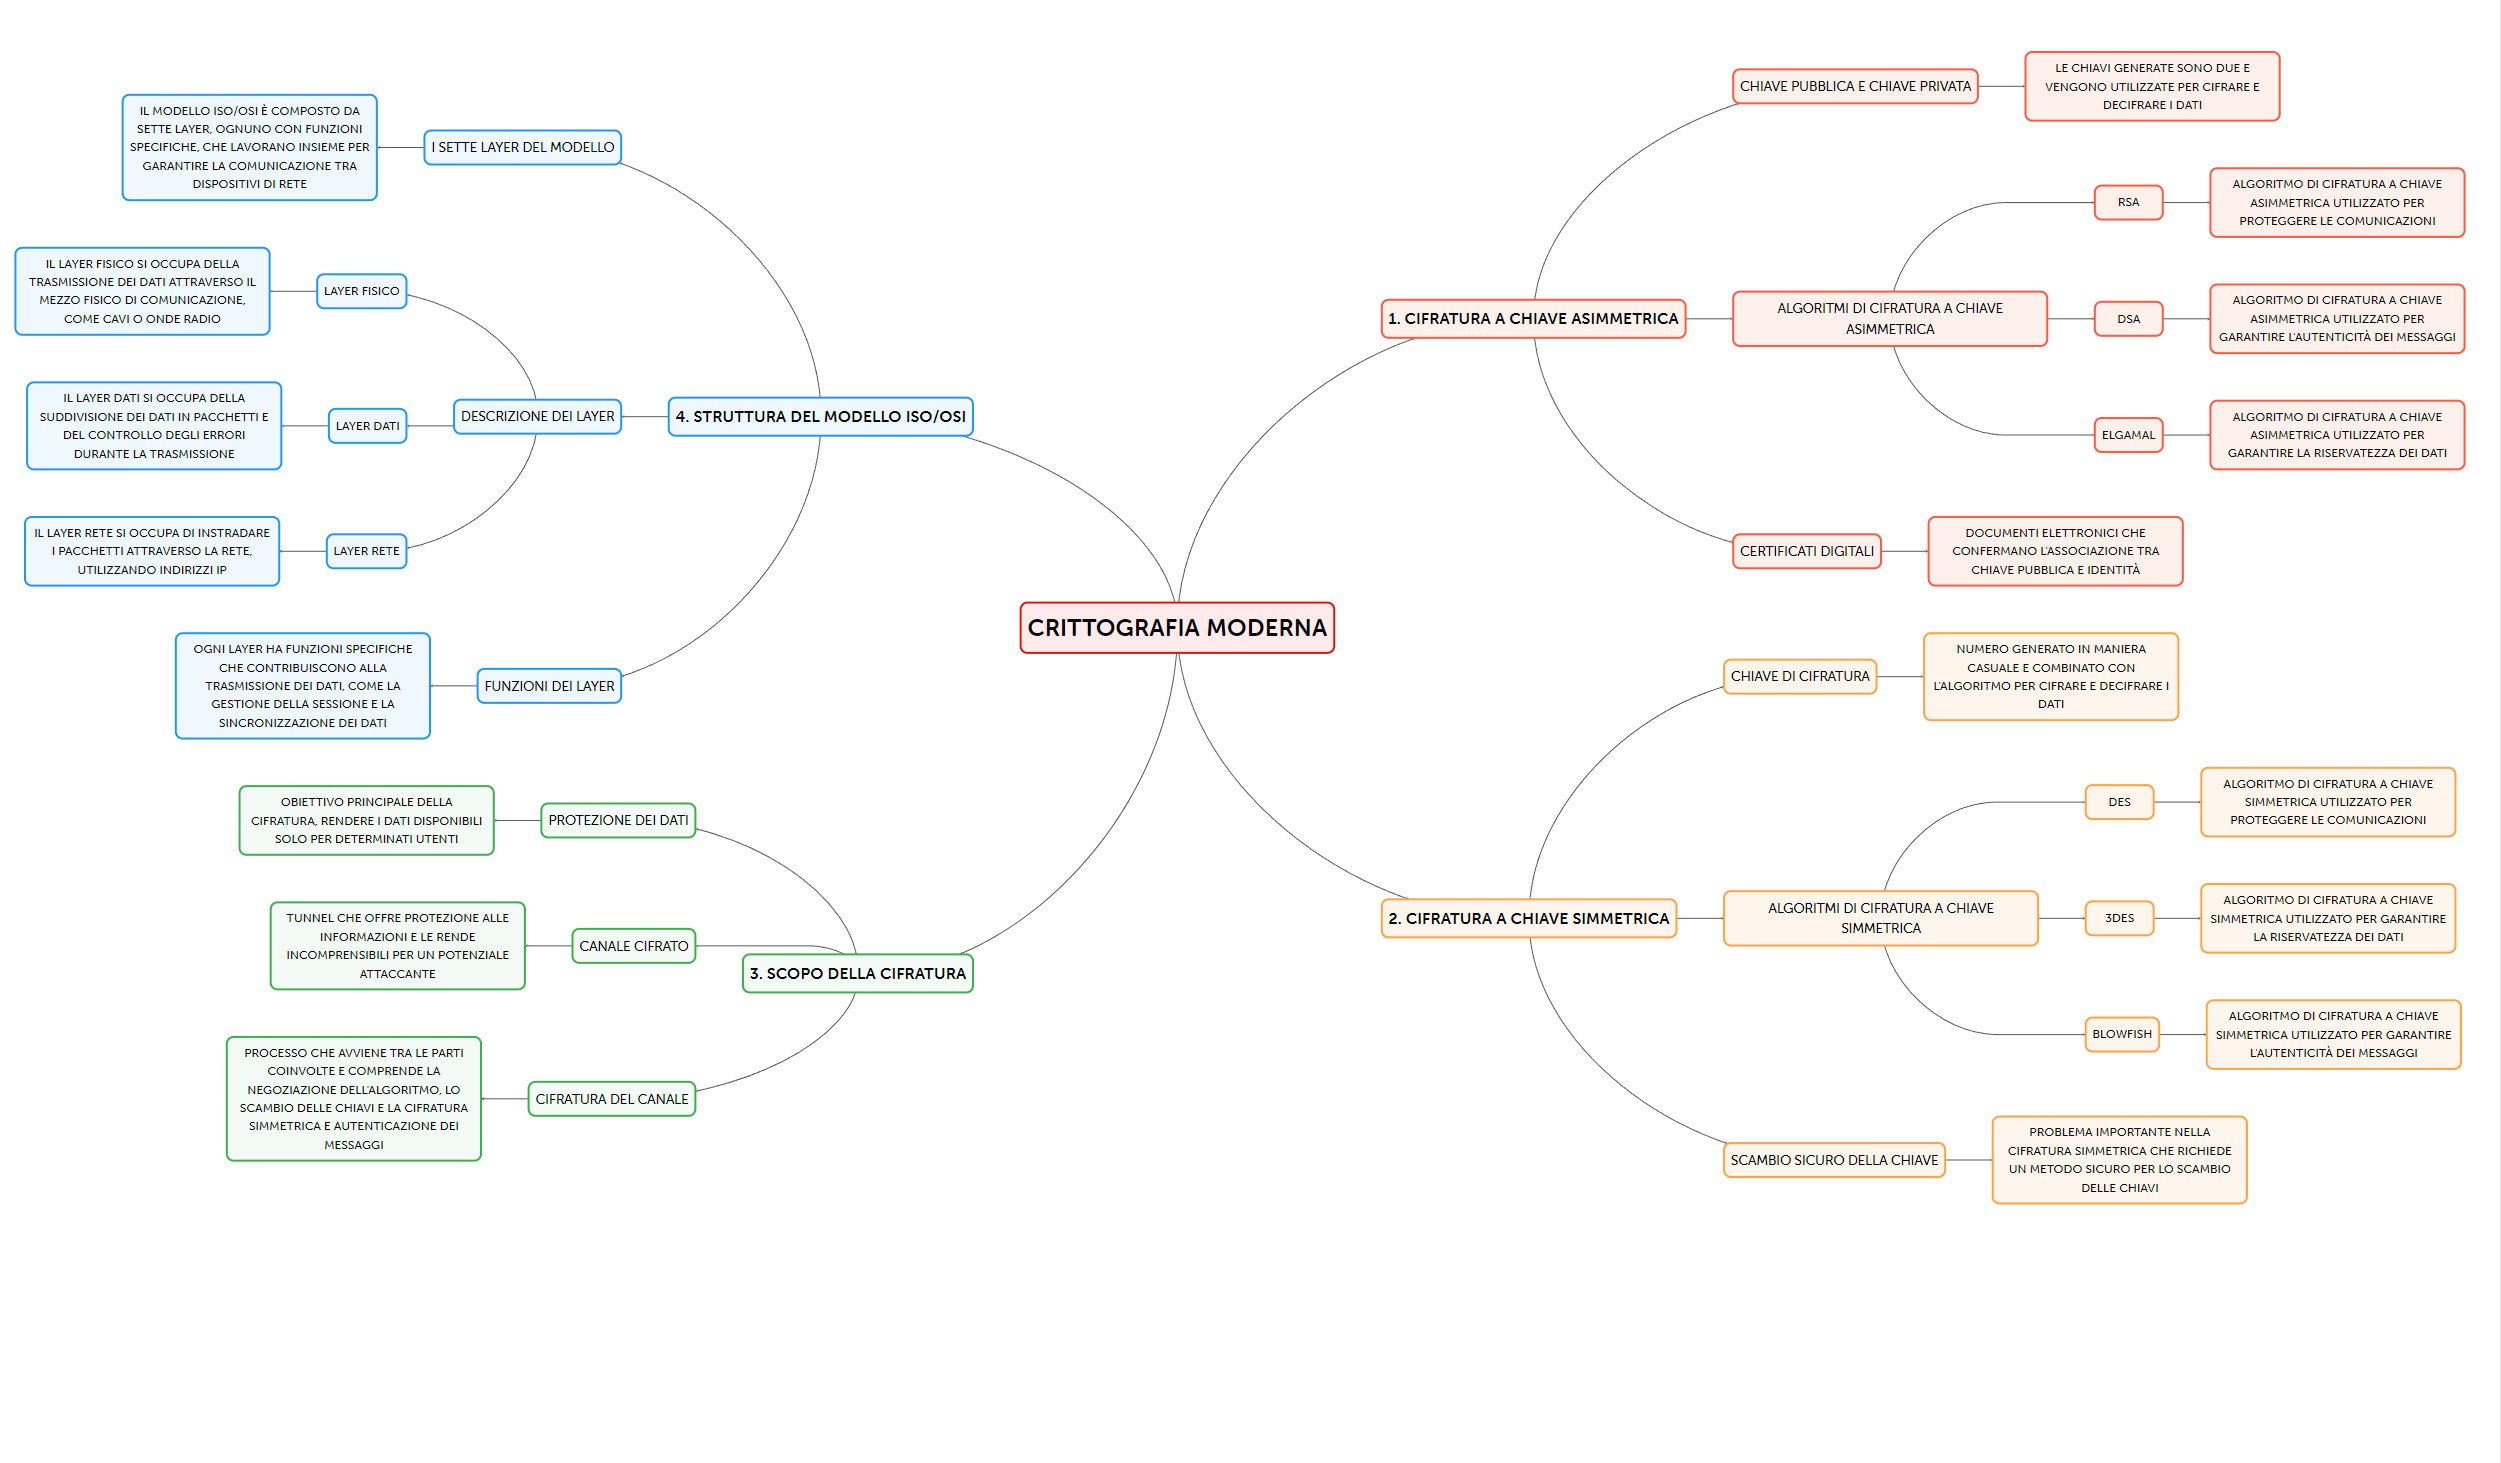 CRITTOGRAFIA MODERNA
1. CIFRATURA A CHIAVE ASIMMETRICA
CHIAVE PUBBLICA E CHIAVE PRIVATA
LE CHIAVI GENERATE SONO DUE E
VENGONO UTILIZZATE PER CIFRARE E
DECIFRARE I DATI
ALGORITMI DI CIFRATURA A CHIAVE
ASIMMETRICA
RSA
ALGORITMO DI CIFRATURA A CHIAVE
ASIMMETRICA UTILIZZATO PER
PROTEGGERE LE COMUNICAZIONI
DSA
ALGORITMO DI CIFRATURA A CHIAVE
ASIMMETRICA UTILIZZATO PER
GARANTIRE L'AUTENTICITÀ DEI MESSAGGI
ELGAMAL
ALGORITMO DI CIFRATURA A CHIAVE
ASIMMETRICA UTILIZZATO PER
GARANTIRE LA RISERVATEZZA DEI DATI
CERTIFICATI DIGITALI
DOCUMENTI ELETTRONICI CHE
CONFERMANO L'ASSOCIAZIONE TRA
CHIAVE PUBBLICA E IDENTITÀ
2. CIFRATURA A CHIAVE SIMMETRICA
CHIAVE DI CIFRATURA
NUMERO GENERATO IN MANIERA
CASUALE E COMBINATO CON
L'ALGORITMO PER CIFRARE E DECIFRARE I
DATI
ALGORITMI DI CIFRATURA A CHIAVE
SIMMETRICA
DES
ALGORITMO DI CIFRATURA A CHIAVE
SIMMETRICA UTILIZZATO PER
PROTEGGERE LE COMUNICAZIONI
3DES
ALGORITMO DI CIFRATURA A CHIAVE
SIMMETRICA UTILIZZATO PER GARANTIRE
LA RISERVATEZZA DEI DATI
BLOWFISH
ALGORITMO DI CIFRATURA A CHIAVE
SIMMETRICA UTILIZZATO PER GARANTIRE
L'AUTENTICITÀ DEI MESSAGGI
SCAMBIO SICURO DELLA CHIAVE
PROBLEMA IMPORTANTE NELLA
CIFRATURA SIMMETRICA CHE RICHIEDE
UN METODO SICURO PER LO SCAMBIO
DELLE CHIAVI
3. SCOPO DELLA CIFRATURA
PROTEZIONE DEI DATI
OBIETTIVO PRINCIPALE DELLA
CIFRATURA, RENDERE I DATI DISPONIBILI
SOLO PER DETERMINATI UTENTI
CANALE CIFRATO
TUNNEL CHE OFFRE PROTEZIONE ALLE
INFORMAZIONI E LE RENDE
INCOMPRENSIBILI PER UN POTENZIALE
ATTACCANTE
CIFRATURA DEL CANALE
PROCESSO CHE AVVIENE TRA LE PARTI
COINVOLTE E COMPRENDE LA
NEGOZIAZIONE DELL'ALGORITMO, LO
SCAMBIO DELLE CHIAVI E LA CIFRATURA
SIMMETRICA E AUTENTICAZIONE DEI
MESSAGGI
4. STRUTTURA DEL MODELLO ISO/OSI
I SETTE LAYER DEL MODELLO
IL MODELLO ISO/OSI È COMPOSTO DA
SETTE LAYER, OGNUNO CON FUNZIONI
SPECIFICHE, CHE LAVORANO INSIEME PER
GARANTIRE LA COMUNICAZIONE TRA
DISPOSITIVI DI RETE
DESCRIZIONE DEI LAYER
LAYER FISICO
IL LAYER FISICO SI OCCUPA DELLA
TRASMISSIONE DEI DATI ATTRAVERSO IL
MEZZO FISICO DI COMUNICAZIONE,
COME CAVI O ONDE RADIO
LAYER DATI
IL LAYER DATI SI OCCUPA DELLA
SUDDIVISIONE DEI DATI IN PACCHETTI E
DEL CONTROLLO DEGLI ERRORI
DURANTE LA TRASMISSIONE
LAYER RETE
IL LAYER RETE SI OCCUPA DI INSTRADARE
I PACCHETTI ATTRAVERSO LA RETE,
UTILIZZANDO INDIRIZZI IP
FUNZIONI DEI LAYER
OGNI LAYER HA FUNZIONI SPECIFICHE
CHE CONTRIBUISCONO ALLA
TRASMISSIONE DEI DATI, COME LA
GESTIONE DELLA SESSIONE E LA
SINCRONIZZAZIONE DEI DATI